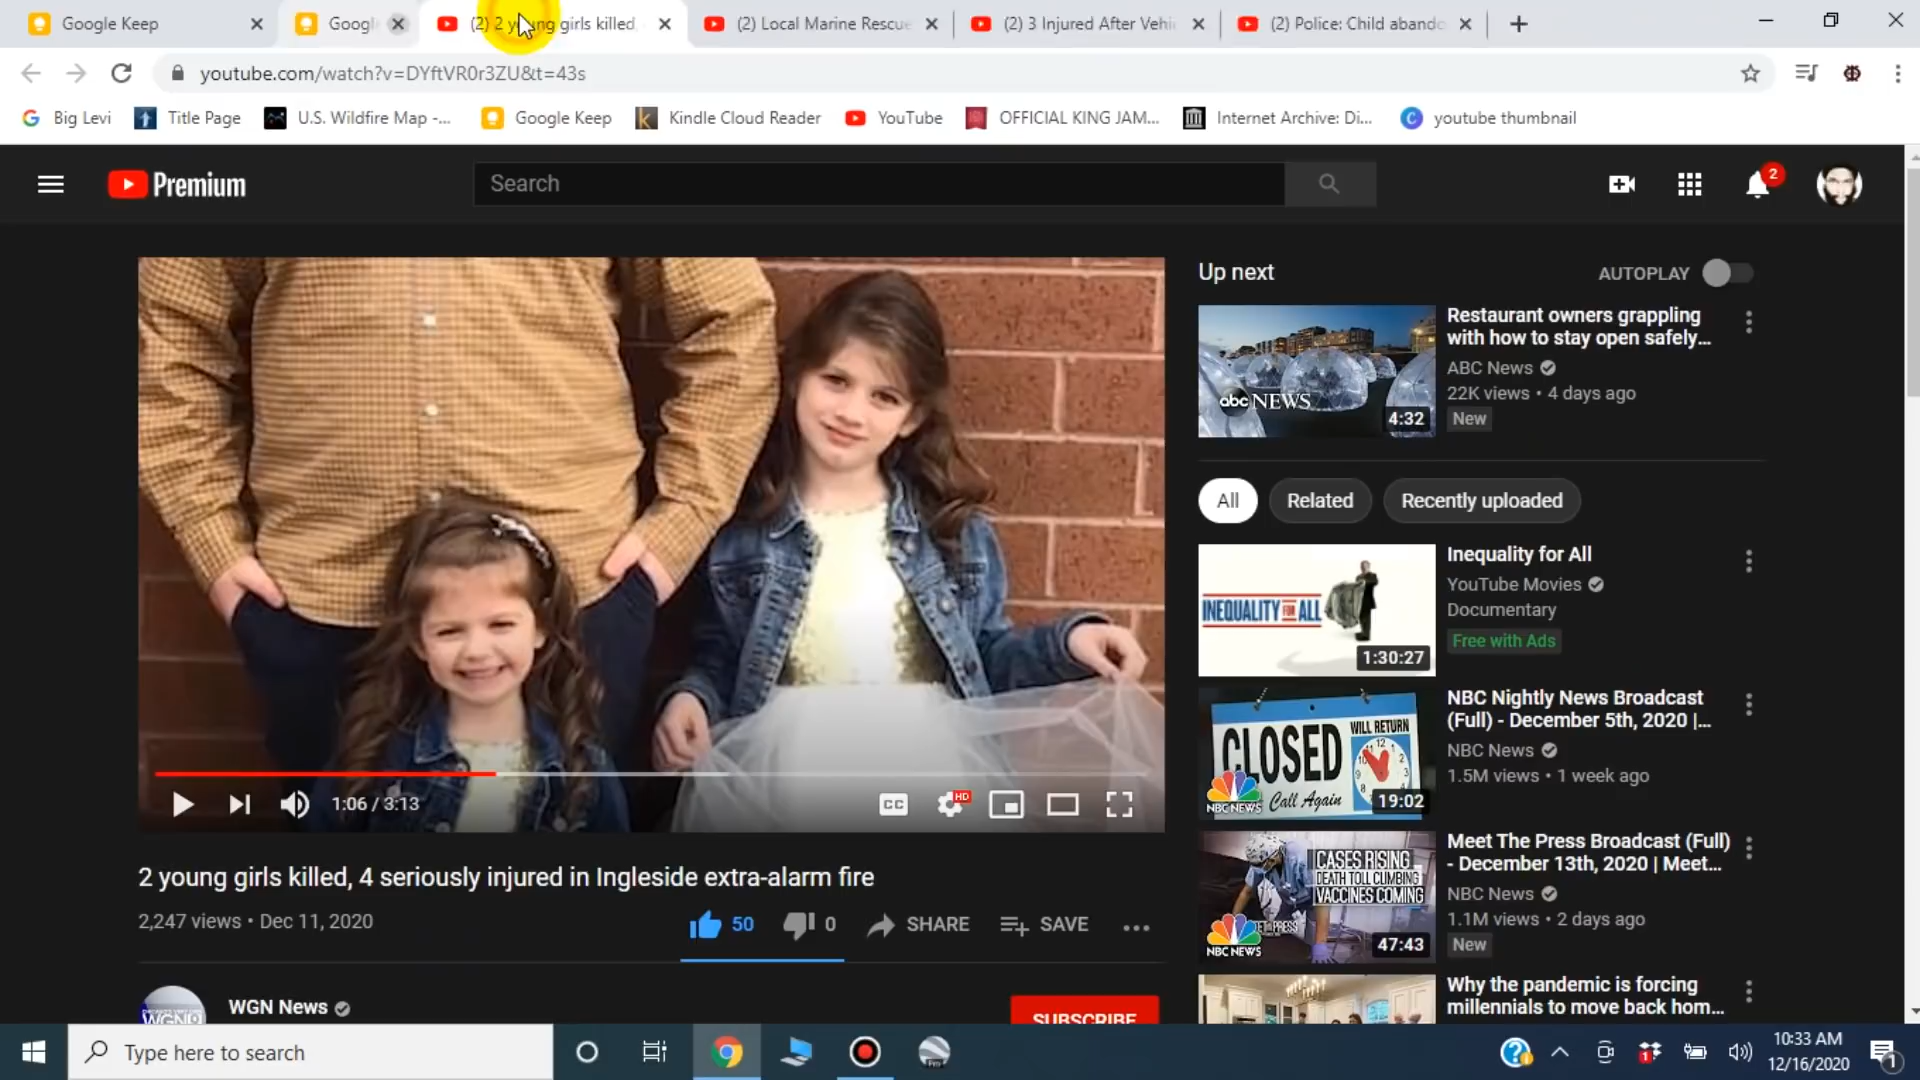 Google Keep
Googl
(2) 2 young girls killed,
(2) Local Marine Rescue
(2) 3 Injured After Vehi
(2) Police: Child abando
youtube.com/watch?v=DYftVR0r3ZU&t=43s
Big Levi
Title Page
U.S. Wildfire Map -...
Google Keep
Kindle Cloud Reader
YouTube
OFFICIAL KING JAM...
Internet Archive: Di...
youtube thumbnail
Premium
Search
2
Up next
AUTOPLAY
Restaurant owners grappling
with how to stay open safely...
ABC News
22K views • 4 days ago
New
abc NEWS
4:32
All
Related
Recently uploaded
Inequality for All
YouTube Movies
Documentary
Free with Ads
INEQUALITY FOR ALL
1:30:27
NBC Nightly News Broadcast
(Full) - December 5th, 2020 |...
NBC News
1.5M views • 1 week ago
CLOSED
WILL RETURN
Call Again
NBC NEWS
19:02
1:06 / 3:13
CC
HD
Meet The Press Broadcast (Full)
- December 13th, 2020 | Meet...
NBC News
1.1M views • 2 days ago
New
CASES RISING
DEATH TOLL CLIMBING
VACCINES COMING
NBC NEWS
47:43
2 young girls killed, 4 seriously injured in Ingleside extra-alarm fire
2,247 views • Dec 11, 2020
50
0
SHARE
SAVE
WGN News
WGN
SUBSCRIBE
Why the pandemic is forcing
millennials to move back hom...
Type here to search
10:33 AM
12/16/2020
1
1